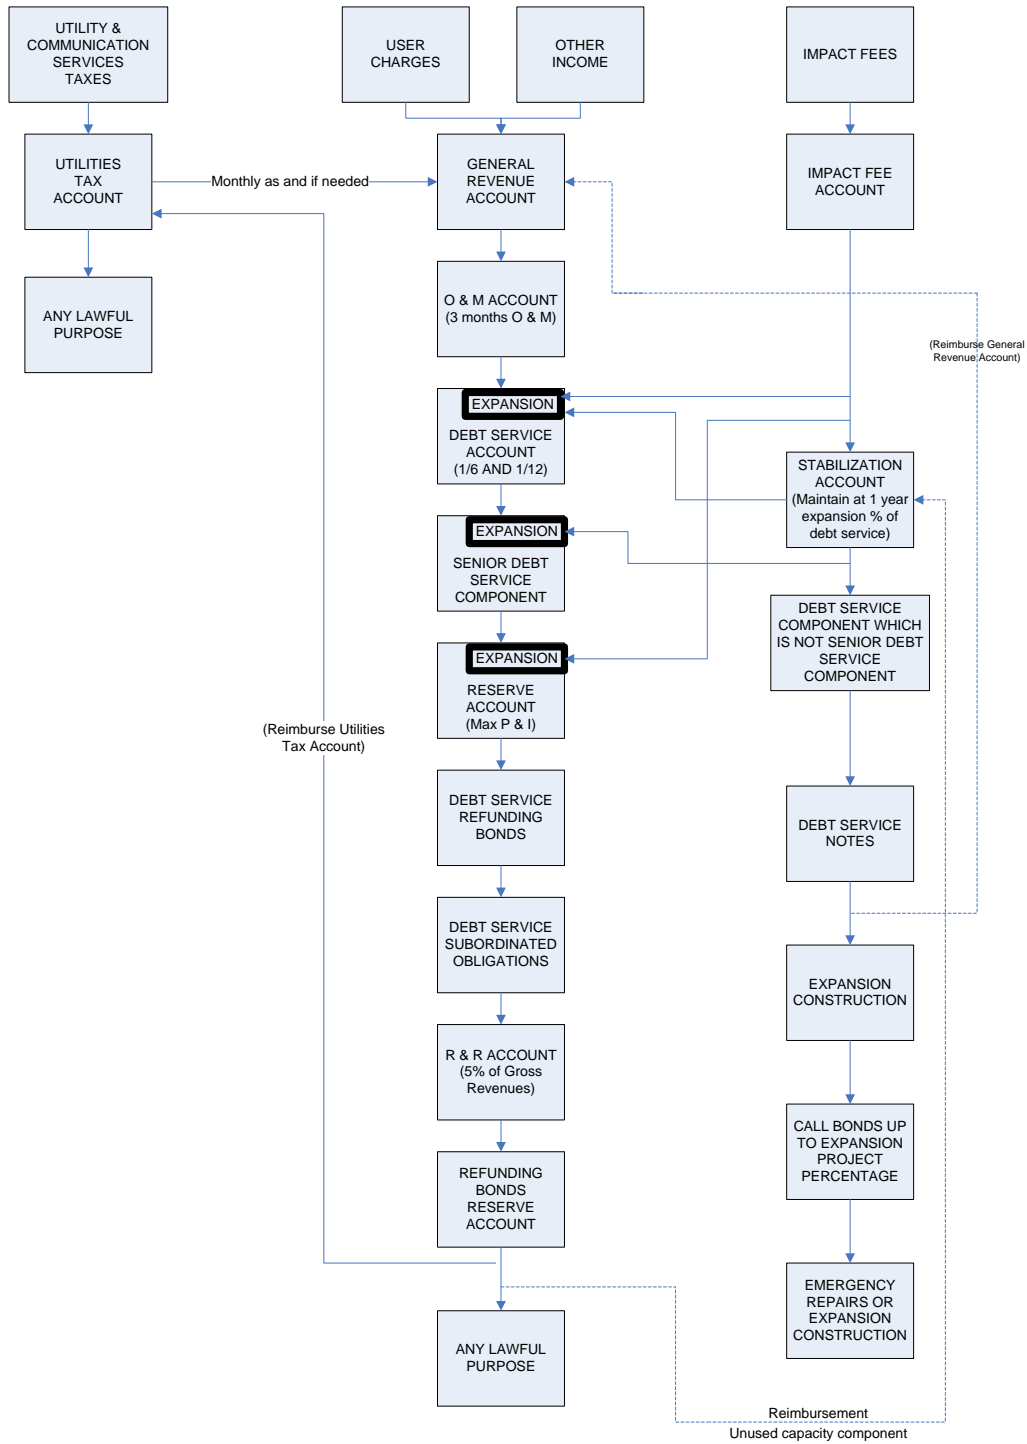 UTILITY &
COMMUNICATION
SERVICES
TAXES
USER
CHARGES
OTHER
INCOME
IMPACT FEES
UTILITIES
TAX
ACCOUNT
Monthly as and if needed
GENERAL
REVENUE
ACCOUNT
IMPACT FEE
ACCOUNT
ANY LAWFUL
PURPOSE
O & M ACCOUNT
(3 months O & M)
(Reimburse General
Revenue Account)
EXPANSION
DEBT SERVICE
ACCOUNT
(1/6 AND 1/12)
STABILIZATION
ACCOUNT
(Maintain at 1 year
expansion % of
debt service)
EXPANSION
SENIOR DEBT
SERVICE
COMPONENT
DEBT SERVICE
COMPONENT WHICH
IS NOT SENIOR DEBT
SERVICE
COMPONENT
EXPANSION
RESERVE
ACCOUNT
(Max P & I)
(Reimburse Utilities
Tax Account)
DEBT SERVICE
REFUNDING
BONDS
DEBT SERVICE
NOTES
DEBT SERVICE
SUBORDINATED
OBLIGATIONS
EXPANSION
CONSTRUCTION
R & R ACCOUNT
(5% of Gross
Revenues)
CALL BONDS UP
TO EXPANSION
PROJECT
PERCENTAGE
REFUNDING
BONDS
RESERVE
ACCOUNT
EMERGENCY
REPAIRS OR
EXPANSION
CONSTRUCTION
ANY LAWFUL
PURPOSE
Reimbursement
Unused capacity component